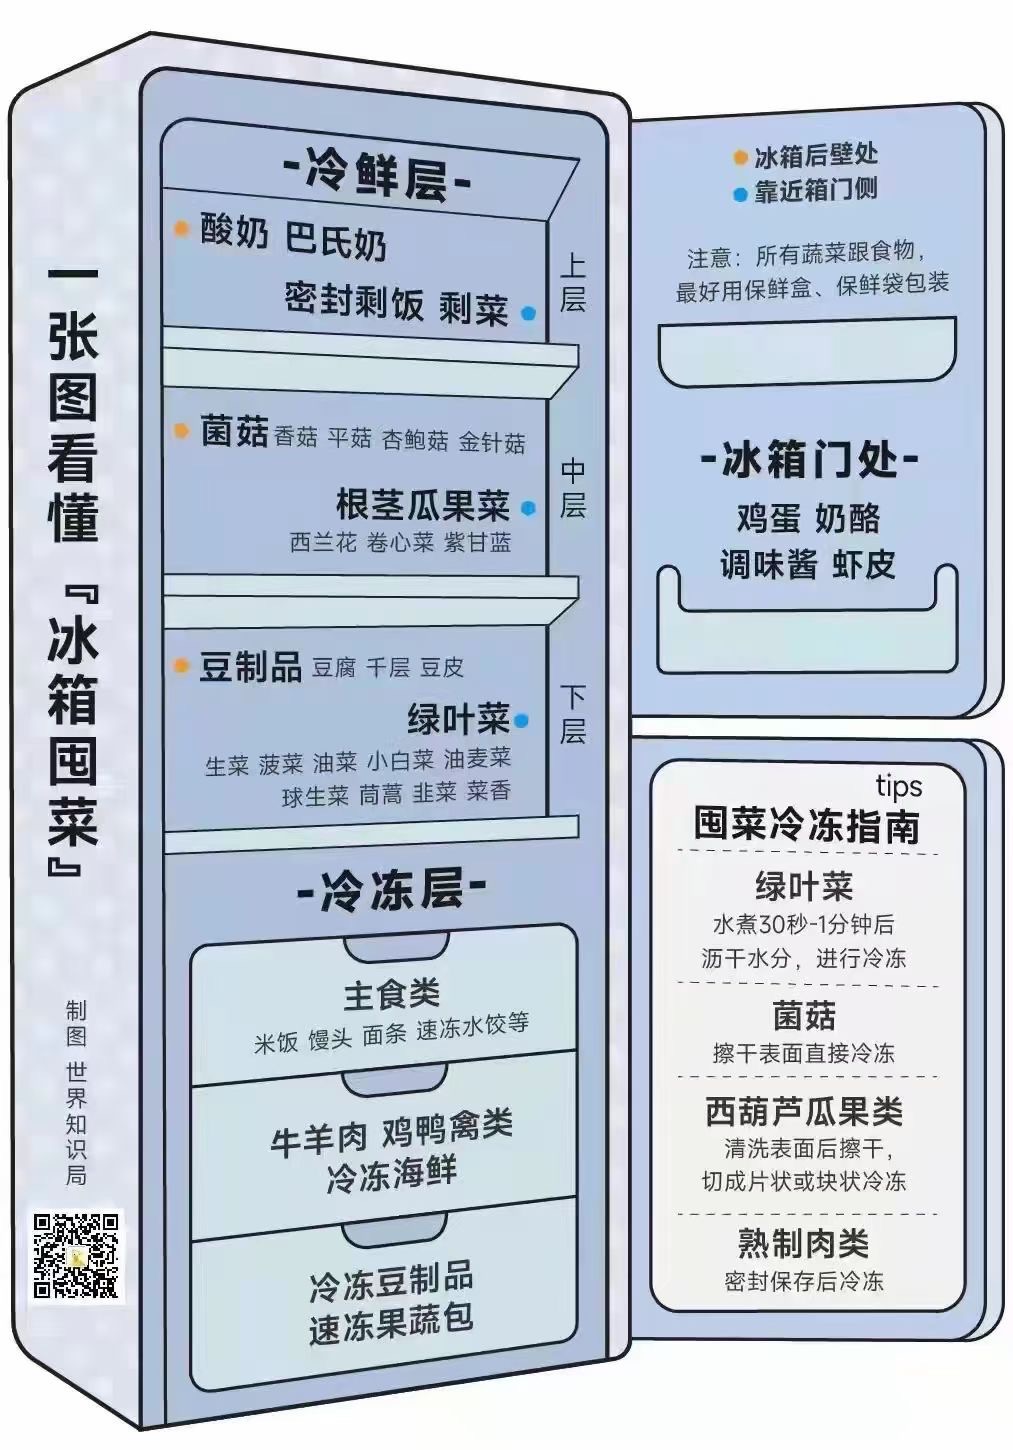 一张图看懂『冰箱囤菜』
制图 世界知识局
-冷鲜层-
酸奶 巴氏奶
密封剩饭 剩菜
上层
菌菇 香菇 平菇 杏鲍菇 金针菇
根茎瓜果菜
西兰花 卷心菜 紫甘蓝
中层
豆制品 豆腐 千层 豆皮
绿叶菜
生菜 菠菜 油菜 小白菜 油麦菜
球生菜 茼蒿 韭菜 菜香
下层
-冷冻层-
主食类
米饭 馒头 面条 速冻水饺等
牛羊肉 鸡鸭禽类
冷冻海鲜
冷冻豆制品
速冻果蔬包
冰箱后壁处
靠近箱门侧
注意：所有蔬菜跟食物，
最好用保鲜盒、保鲜袋包装
-冰箱门处-
鸡蛋 奶酪
调味酱 虾皮
tips
囤菜冷冻指南
绿叶菜
水煮30秒-1分钟后
沥干水分，进行冷冻
菌菇
擦干表面直接冷冻
西葫芦瓜果类
清洗表面后擦干，
切成片状或块状冷冻
熟制肉类
密封保存后冷冻